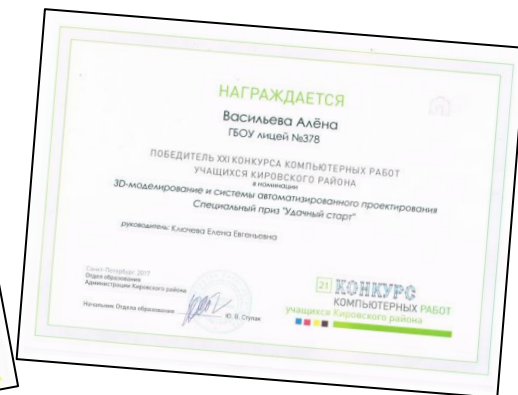 НАГРАЖДАЕТСЯ
Васильева Алёна
ГБОУ лицей №378
ПОБЕДИТЕЛЬ XXI КОНКУРСА КОМПЬЮТЕРНЫХ РАБОТ
УЧАЩИХСЯ КИРОВСКОГО РАЙОНА
в номинации
3D-моделирование и системы автоматизированного проектирования
Специальный приз "Удачный старт"
руководитель: Ключева Елена Евгеньевна
Санкт-Петербург, 2017
Отдел образования
Администрации Кировского района
Начальник Отдела образования Ю. В. Ступак
21 КОНКУРС
КОМПЬЮТЕРНЫХ РАБОТ
учащихся Кировского района